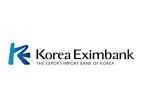 Korea Eximbank
THE EXPORT-IMPORT BANK OF KOREA